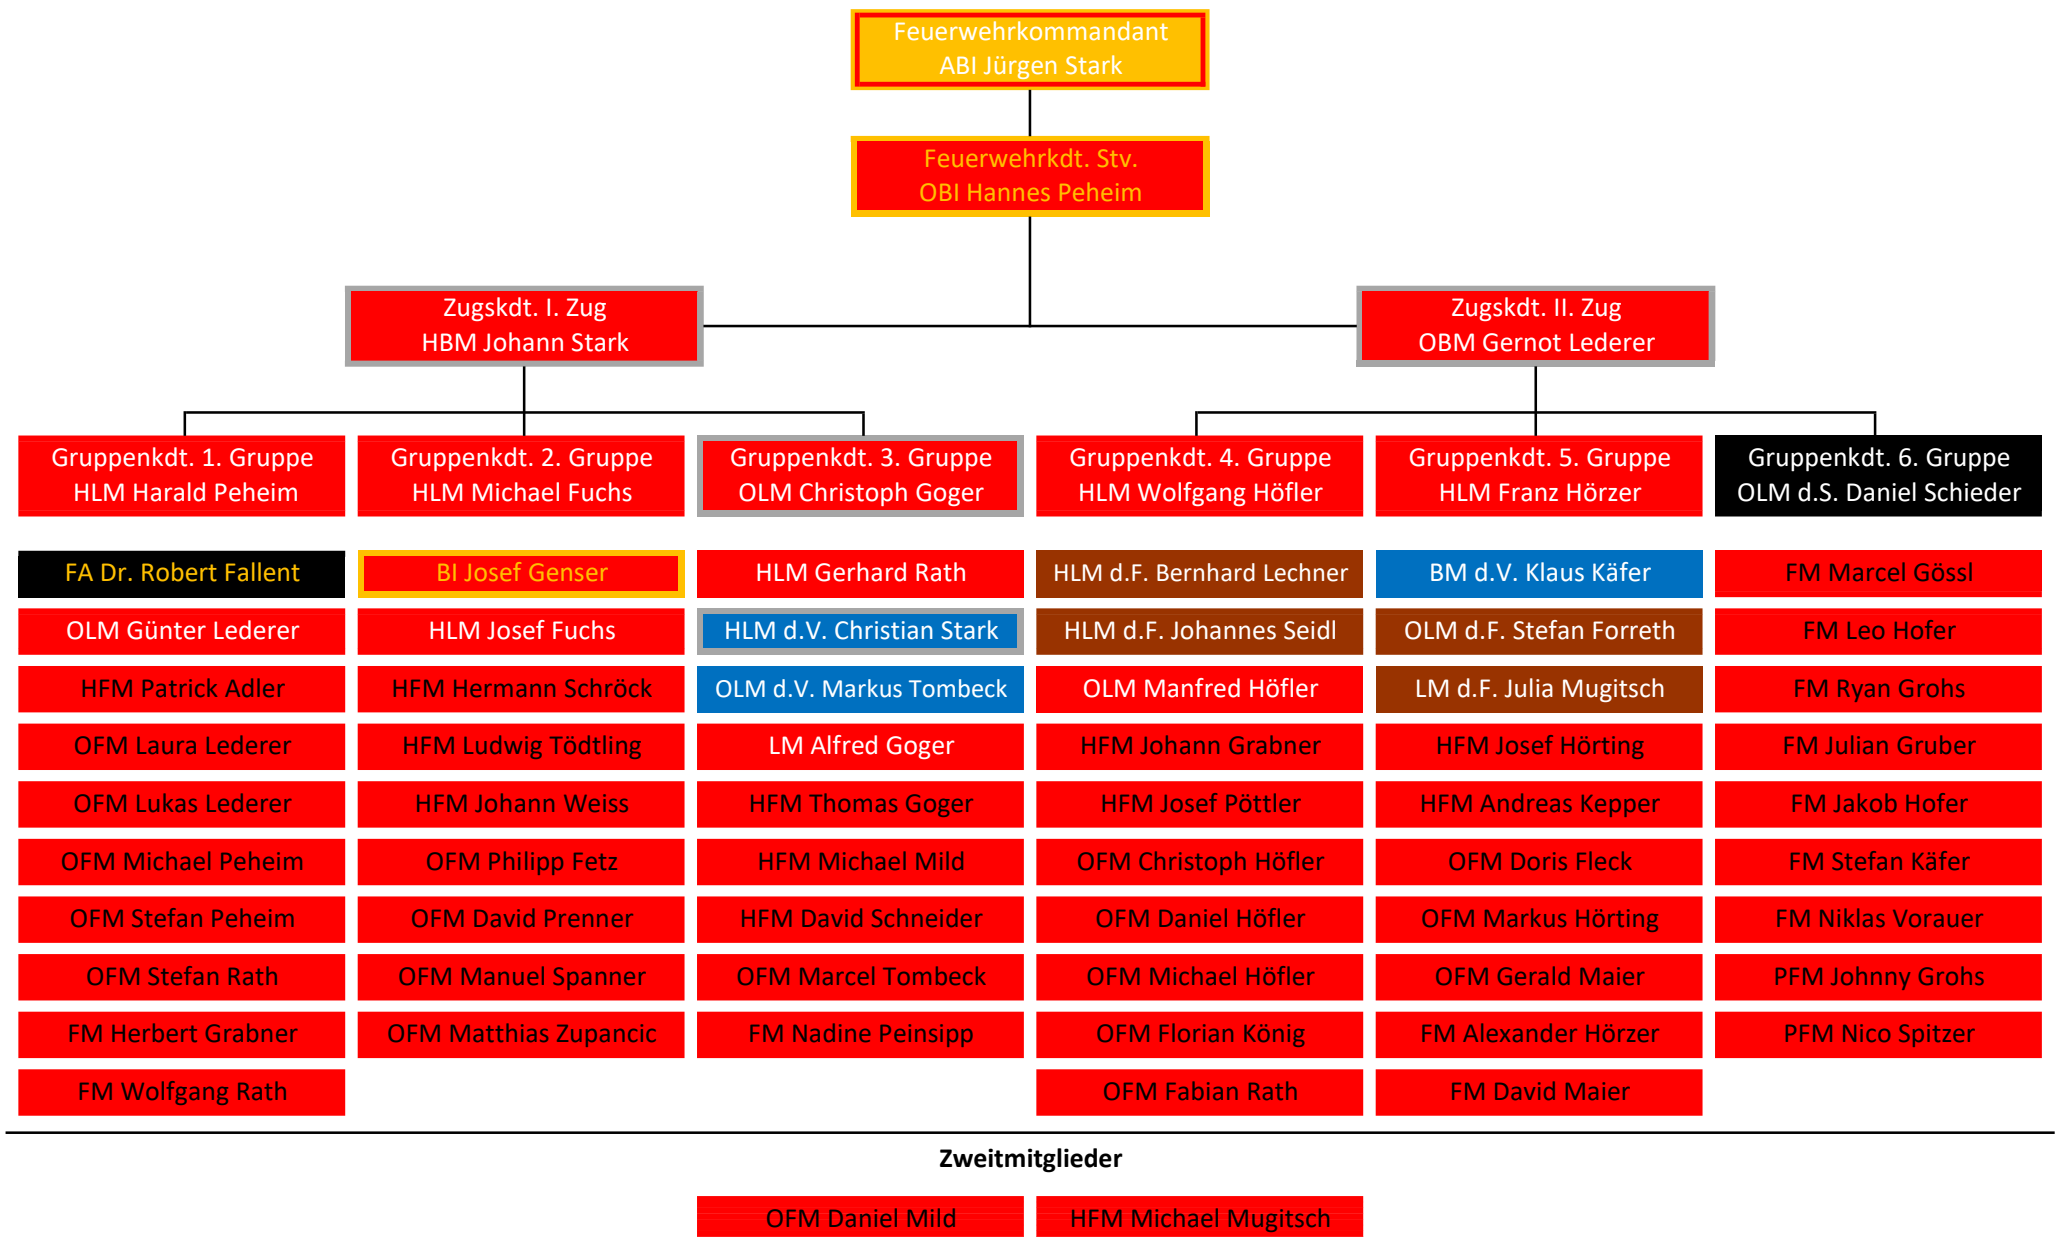 Feuerwehrkommandant
ABI Jürgen Stark
Feuerwehrkdt. Stv.
OBI Hannes Peheim
Zugskdt. I. Zug
HBM Johann Stark
Zugskdt. II. Zug
OBM Gernot Lederer
Gruppenkdt. 1. Gruppe
HLM Harald Peheim
Gruppenkdt. 2. Gruppe
HLM Michael Fuchs
Gruppenkdt. 3. Gruppe
OLM Christoph Goger
Gruppenkdt. 4. Gruppe
HLM Wolfgang Höfler
Gruppenkdt. 5. Gruppe
HLM Franz Hörzer
Gruppenkdt. 6. Gruppe
OLM d.S. Daniel Schieder
FA Dr. Robert Fallent
OLM Günter Lederer
HFM Patrick Adler
OFM Laura Lederer
OFM Lukas Lederer
OFM Michael Peheim
OFM Stefan Peheim
OFM Stefan Rath
FM Herbert Grabner
FM Wolfgang Rath
BI Josef Genser
HLM Josef Fuchs
HFM Hermann Schröck
HFM Ludwig Tödtling
HFM Johann Weiss
OFM Philipp Fetz
OFM David Prenner
OFM Manuel Spanner
OFM Matthias Zupancic
HLM Gerhard Rath
HLM d.V. Christian Stark
OLM d.V. Markus Tombeck
LM Alfred Goger
HFM Thomas Goger
HFM Michael Mild
HFM David Schneider
OFM Marcel Tombeck
FM Nadine Peinsipp
HLM d.F. Bernhard Lechner
HLM d.F. Johannes Seidl
OLM Manfred Höfler
HFM Johann Grabner
HFM Josef Pöttler
OFM Christoph Höfler
OFM Daniel Höfler
OFM Michael Höfler
OFM Florian König
OFM Fabian Rath
BM d.V. Klaus Käfer
OLM d.F. Stefan Forreth
LM d.F. Julia Mugitsch
HFM Josef Hörting
HFM Andreas Kepper
OFM Doris Fleck
OFM Markus Hörting
OFM Gerald Maier
FM Alexander Hörzer
FM David Maier
FM Marcel Gössl
FM Leo Hofer
FM Ryan Grohs
FM Julian Gruber
FM Jakob Hofer
FM Stefan Käfer
FM Niklas Vorauer
PFM Johnny Grohs
PFM Nico Spitzer
Zweitmitglieder
OFM Daniel Mild
HFM Michael Mugitsch